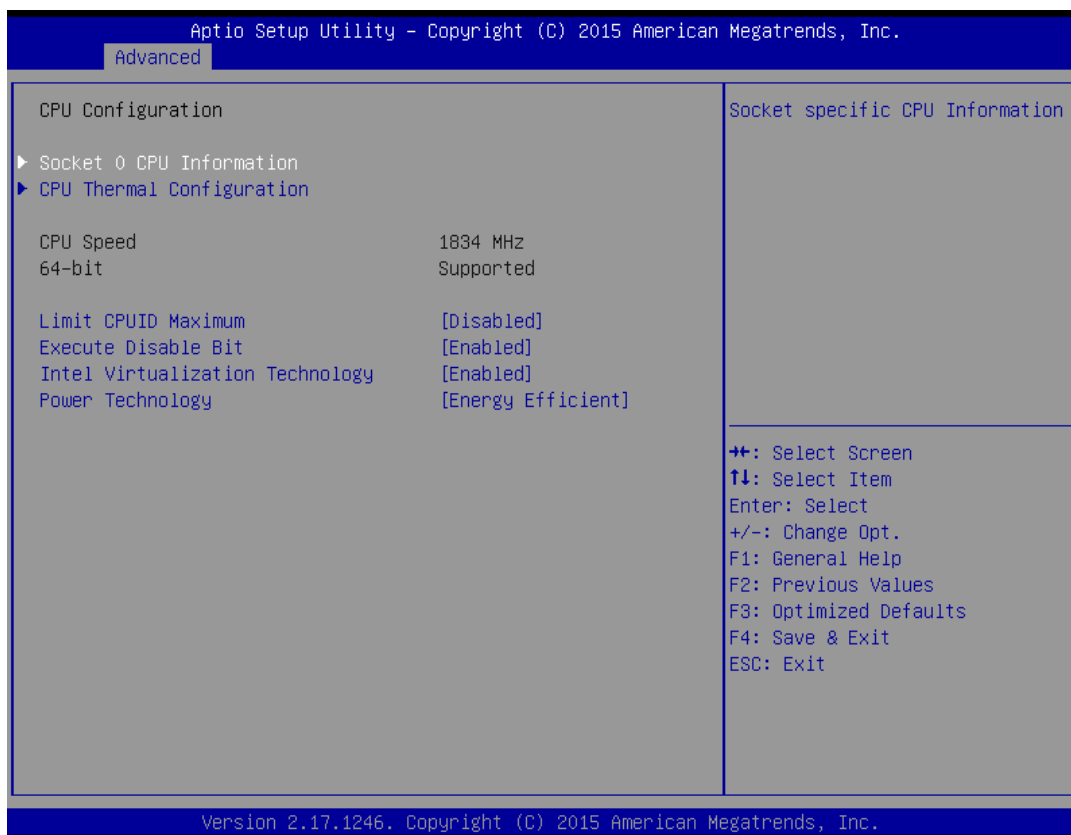 Aptio Setup Utility – Copyright (C) 2015 American Megatrends, Inc.
Advanced
CPU Configuration
Socket 0 CPU Information
CPU Thermal Configuration
CPU Speed 1834 MHz
64-bit Supported
Limit CPUID Maximum [Disabled]
Execute Disable Bit [Enabled]
Intel Virtualization Technology [Enabled]
Power Technology [Energy Efficient]
Socket specific CPU Information
→←: Select Screen
↑↓: Select Item
Enter: Select
+/-: Change Opt.
F1: General Help
F2: Previous Values
F3: Optimized Defaults
F4: Save & Exit
ESC: Exit
Version 2.17.1246. Copyright (C) 2015 American Megatrends, Inc.